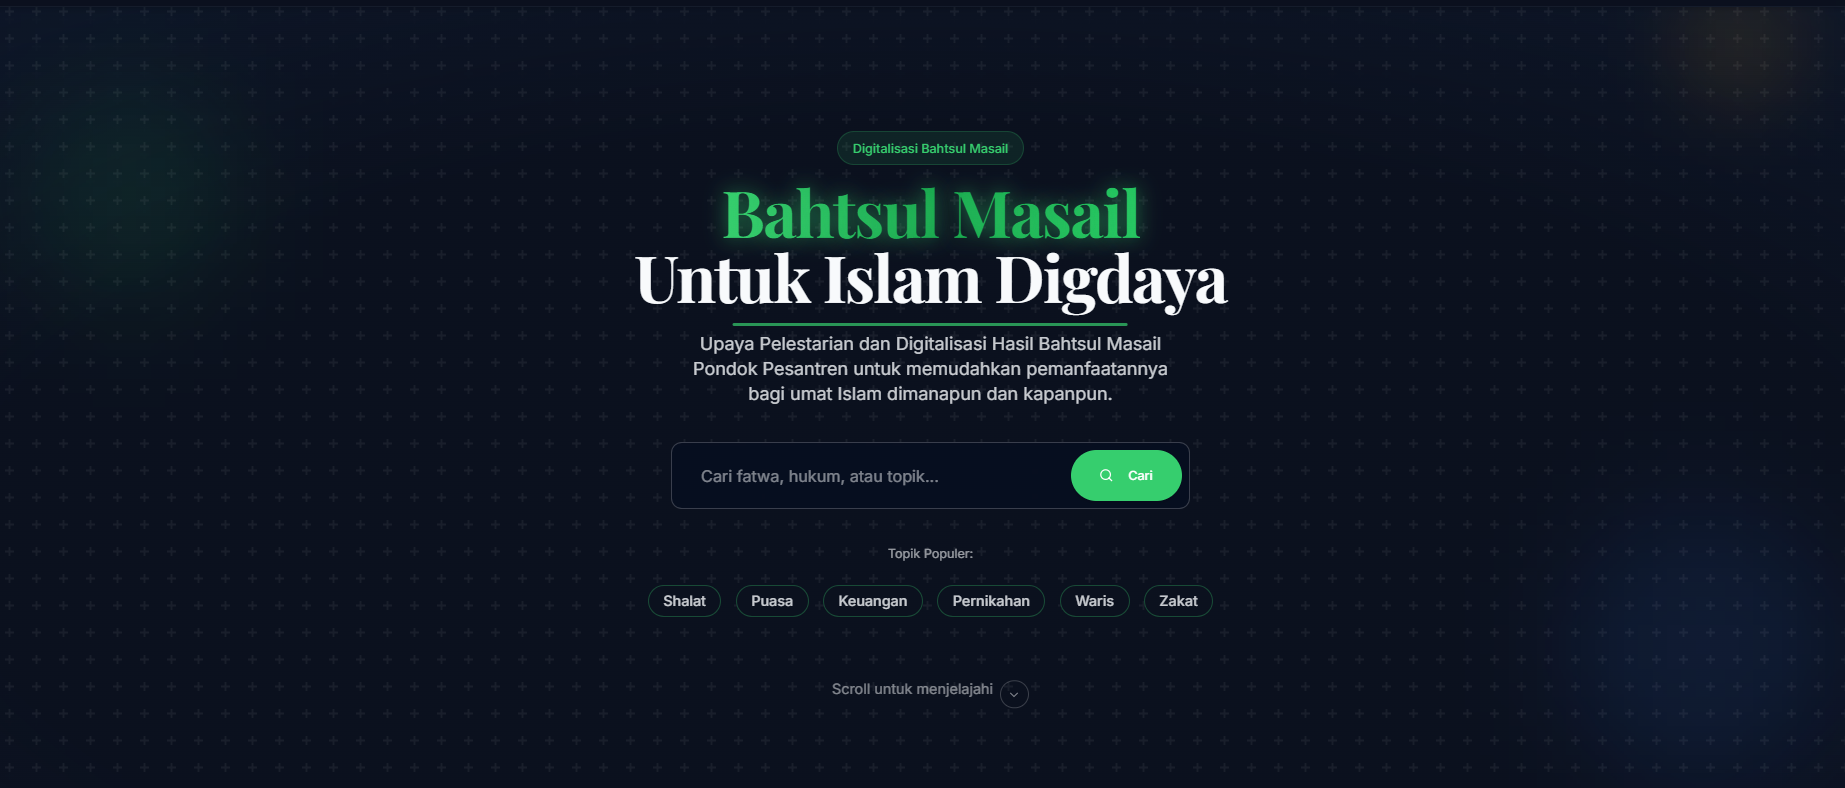 Digitalisasi Bahtsul Masail
Bahtsul Masail
Untuk Islam Digdaya
Upaya Pelestarian dan Digitalisasi Hasil Bahtsul Masail
Pondok Pesantren untuk memudahkan pemanfaatannya
bagi umat Islam dimanapun dan kapanpun.
Cari fatwa, hukum, atau topik...
Cari
Topik Populer:
Shalat
Puasa
Keuangan
Pernikahan
Waris
Zakat
Scroll untuk menjelajahi